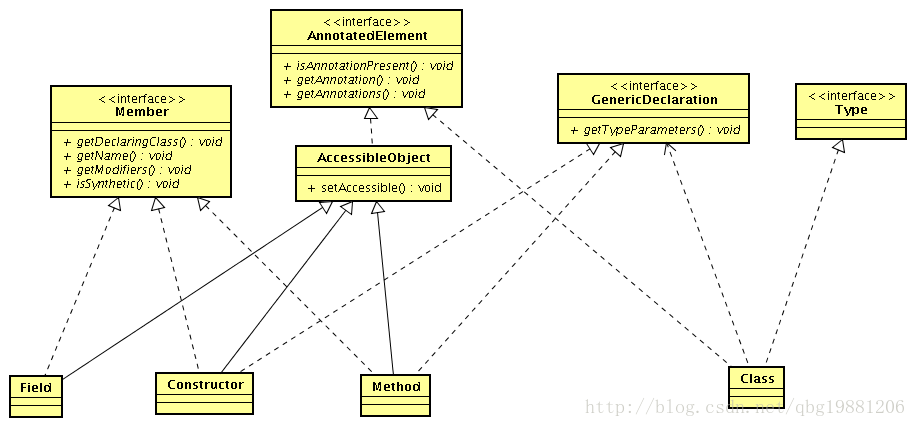 <<interface>>
AnnotatedElement
+ isAnnotationPresent() : void
+ getAnnotation() : void
+ getAnnotations() : void
<<interface>>
Member
+ getDeclaringClass() : void
+ getName() : void
+ getModifiers() : void
+ isSynthetic() : void
<<interface>>
GenericDeclaration
+ getTypeParameters() : void
<<interface>>
Type
AccessibleObject
+ setAccessible() : void
Field
Constructor
Method
Class
http://blog.csdn.net/qbg19881206